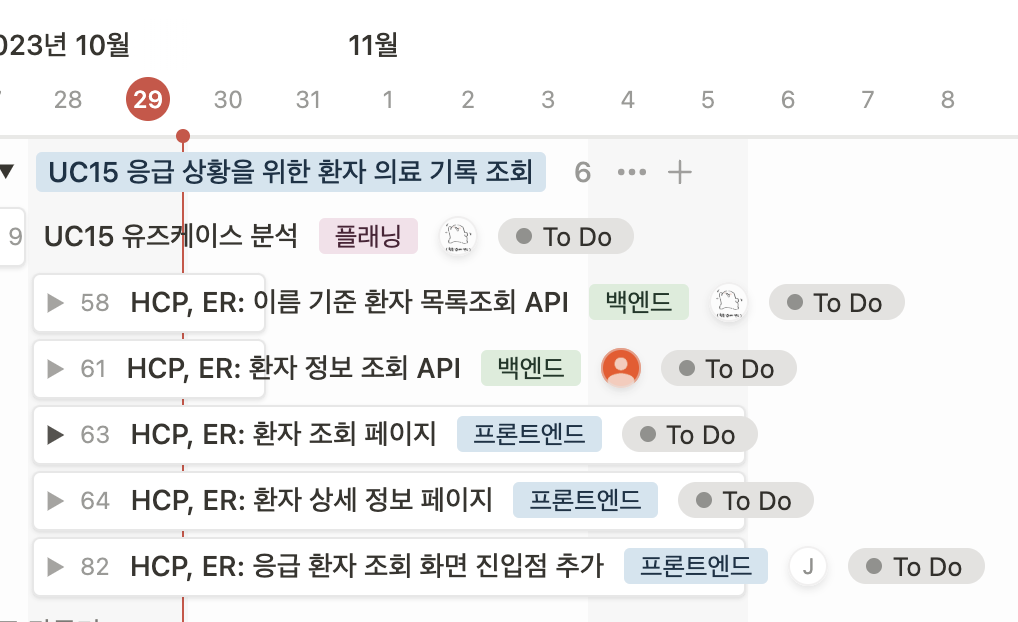 023년 10월 11월
28 29 30 31 1 2 3 4 5 6 7 8
UC15 응급 상황을 위한 환자 의료 기록 조회 6 ••• +
9 UC15 유즈케이스 분석 플래닝 To Do
58 HCP, ER: 이름 기준 환자 목록조회 API 백엔드 To Do
61 HCP, ER: 환자 정보 조회 API 백엔드 To Do
63 HCP, ER: 환자 조회 페이지 프론트엔드 To Do
64 HCP, ER: 환자 상세 정보 페이지 프론트엔드 To Do
82 HCP, ER: 응급 환자 조회 화면 진입점 추가 프론트엔드 J To Do